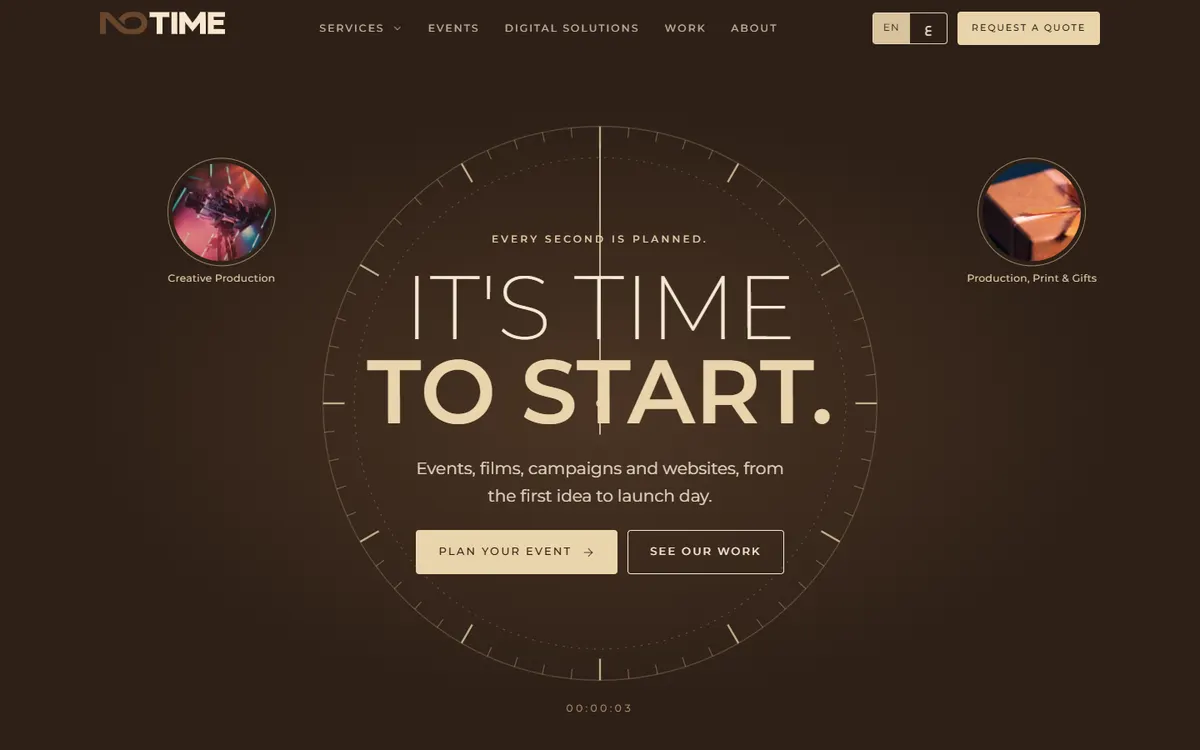 NO TIME
SERVICES EVENTS DIGITAL SOLUTIONS WORK ABOUT
EN ع
REQUEST A QUOTE
Creative Production
Production, Print & Gifts
EVERY SECOND IS PLANNED.
IT'S TIME
TO START.
Events, films, campaigns and websites, from
the first idea to launch day.
PLAN YOUR EVENT →
SEE OUR WORK
00:00:03